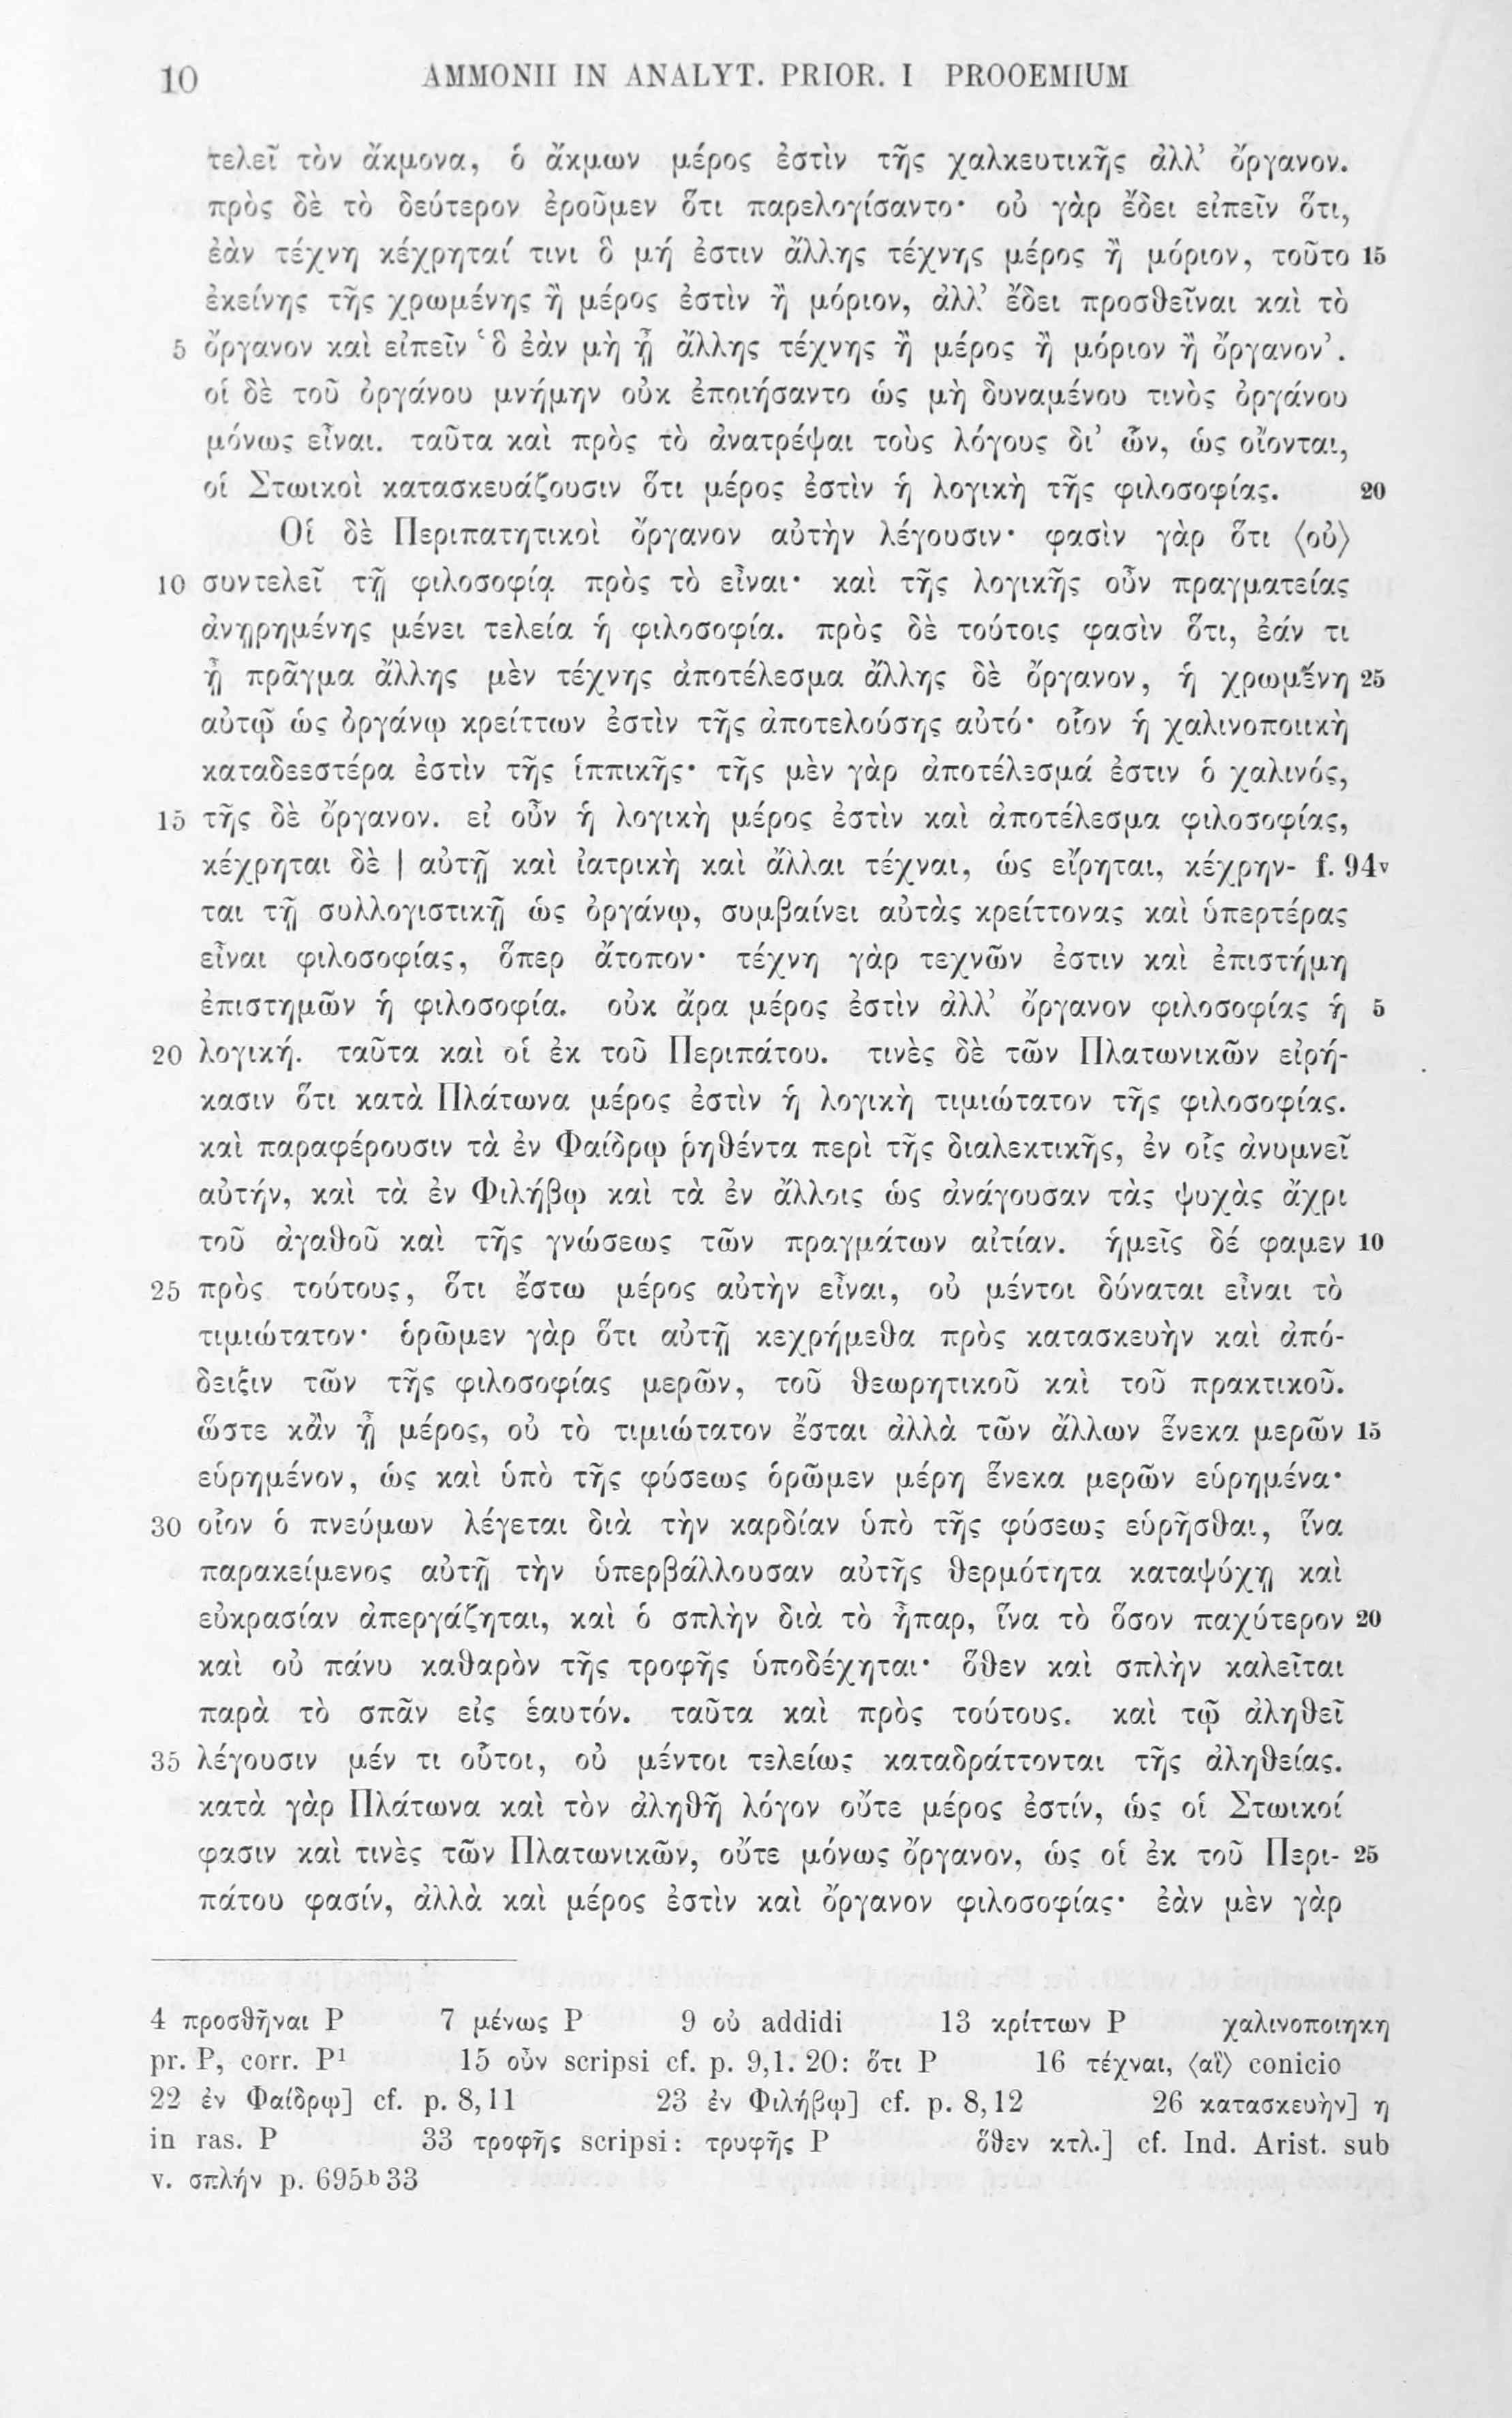 10 AMMONII IN ANALYT. PRIOR. I PROOEMIUM
τελεῖ τὸν ἄκμονα, ὁ ἄκμων μέρος ἐστὶν τῆς χαλκευτικῆς ἀλλ’ ὄργανον.
πρὸς δὲ τὸ δεύτερον ἐροῦμεν ὅτι παρελογίσαντο· οὐ γὰρ ἔδει εἰπεῖν ὅτι,
ἐὰν τέχνη κέχρηταί τινι ὃ μή ἐστιν ἄλλης τέχνης μέρος ἢ μόριον, τοῦτο 15
ἐκείνης τῆς χρωμένης ἢ μέρος ἐστὶν ἢ μόριον, ἀλλ’ ἔδει προσθεῖναι καὶ τὸ
5 ὄργανον καὶ εἰπεῖν ‘ὃ ἐὰν μὴ ᾖ ἄλλης τέχνης ἢ μέρος ἢ μόριον ἢ ὄργανον’.
οἱ δὲ τοῦ ὀργάνου μνήμην οὐκ ἐποιήσαντο ὡς μὴ δυναμένου τινὸς ὀργάνου
μόνως εἶναι. ταῦτα καὶ πρὸς τὸ ἀνατρέψαι τοὺς λόγους δι’ ὧν, ὡς οἴονται,
οἱ Στωικοὶ κατασκευάζουσιν ὅτι μέρος ἐστὶν ἡ λογικὴ τῆς φιλοσοφίας. 20
Οἱ δὲ Περιπατητικοὶ ὄργανον αὐτὴν λέγουσιν· φασὶν γὰρ ὅτι ⟨οὐ⟩
10 συντελεῖ τῇ φιλοσοφίᾳ πρὸς τὸ εἶναι· καὶ τῆς λογικῆς οὖν πραγματείας
ἀνῃρημένης μένει τελεία ἡ φιλοσοφία. πρὸς δὲ τούτοις φασὶν ὅτι, ἐάν τι
ᾖ πρᾶγμα ἄλλης μὲν τέχνης ἀποτέλεσμα ἄλλης δὲ ὄργανον, ἡ χρωμένη 25
αὐτῷ ὡς ὀργάνῳ κρείττων ἐστὶν τῆς ἀποτελούσης αὐτό· οἷον ἡ χαλινοποιικὴ
καταδεεστέρα ἐστὶν τῆς ἱππικῆς· τῆς μὲν γὰρ ἀποτέλεσμά ἐστιν ὁ χαλινός,
15 τῆς δὲ ὄργανον. εἰ οὖν ἡ λογικὴ μέρος ἐστὶν καὶ ἀποτέλεσμα φιλοσοφίας,
κέχρηται δὲ | αὐτῇ καὶ ἰατρικὴ καὶ ἄλλαι τέχναι, ὡς εἴρηται, κέχρην- f. 94v
ται τῇ συλλογιστικῇ ὡς ὀργάνῳ, συμβαίνει αὐτὰς κρείττονας καὶ ὑπερτέρας
εἶναι φιλοσοφίας, ὅπερ ἄτοπον· τέχνη γὰρ τεχνῶν ἐστιν καὶ ἐπιστήμη
ἐπιστημῶν ἡ φιλοσοφία. οὐκ ἄρα μέρος ἐστὶν ἀλλ’ ὄργανον φιλοσοφίας ἡ 5
20 λογική. ταῦτα καὶ οἱ ἐκ τοῦ Περιπάτου. τινὲς δὲ τῶν Πλατωνικῶν εἰρή-
κασιν ὅτι κατὰ Πλάτωνα μέρος ἐστὶν ἡ λογικὴ τιμιώτατον τῆς φιλοσοφίας.
καὶ παραφέρουσιν τὰ ἐν Φαίδρῳ ῥηθέντα περὶ τῆς διαλεκτικῆς, ἐν οἷς ἀνυμνεῖ
αὐτήν, καὶ τὰ ἐν Φιλήβῳ καὶ τὰ ἐν ἄλλοις ὡς ἀνάγουσαν τὰς ψυχὰς ἄχρι
τοῦ ἀγαθοῦ καὶ τῆς γνώσεως τῶν πραγμάτων αἰτίαν. ἡμεῖς δέ φαμεν 10
25 πρὸς τούτους, ὅτι ἔστω μέρος αὐτὴν εἶναι, οὐ μέντοι δύναται εἶναι τὸ
τιμιώτατον· ὁρῶμεν γὰρ ὅτι αὐτῇ κεχρήμεθα πρὸς κατασκευὴν καὶ ἀπό-
δειξιν τῶν τῆς φιλοσοφίας μερῶν, τοῦ θεωρητικοῦ καὶ τοῦ πρακτικοῦ.
ὥστε κἂν ᾖ μέρος, οὐ τὸ τιμιώτατον ἔσται ἀλλὰ τῶν ἄλλων ἕνεκα μερῶν 15
εὑρημένον, ὡς καὶ ὑπὸ τῆς φύσεως ὁρῶμεν μέρη ἕνεκα μερῶν εὑρημένα·
30 οἷον ὁ πνεύμων λέγεται διὰ τὴν καρδίαν ὑπὸ τῆς φύσεως εὑρῆσθαι, ἵνα
παρακείμενος αὐτῇ τὴν ὑπερβάλλουσαν αὐτῆς θερμότητα καταψύχῃ καὶ
εὐκρασίαν ἀπεργάζηται, καὶ ὁ σπλὴν διὰ τὸ ἧπαρ, ἵνα τὸ ὅσον παχύτερον 20
καὶ οὐ πάνυ καθαρὸν τῆς τροφῆς ὑποδέχηται· ὅθεν καὶ σπλὴν καλεῖται
παρὰ τὸ σπᾶν εἰς ἑαυτόν. ταῦτα καὶ πρὸς τούτους. καὶ τῷ ἀληθεῖ
35 λέγουσιν μέν τι οὗτοι, οὐ μέντοι τελείως καταδράττονται τῆς ἀληθείας.
κατὰ γὰρ Πλάτωνα καὶ τὸν ἀληθῆ λόγον οὔτε μέρος ἐστίν, ὡς οἱ Στωικοί
φασιν καὶ τινὲς τῶν Πλατωνικῶν, οὔτε μόνως ὄργανον, ὡς οἱ ἐκ τοῦ Περι- 25
πάτου φασίν, ἀλλὰ καὶ μέρος ἐστὶν καὶ ὄργανον φιλοσοφίας· ἐὰν μὲν γὰρ
4 προσθῆναι P 7 μένως P 9 οὐ addidi 13 κρίττων P χαλινοποιηκη
pr. P, corr. P¹ 15 οὖν scripsi cf. p. 9,1. 20: ὅτι P 16 τέχναι, ⟨αἳ⟩ conicio
22 ἐν Φαίδρῳ] cf. p. 8,11 23 ἐν Φιλήβῳ] cf. p. 8,12 26 κατασκευὴν] η
in ras. P 33 τροφῆς scripsi: τρυφῆς P ὅθεν κτλ.] cf. Ind. Arist. sub
v. σπλήν p. 695ᵇ33